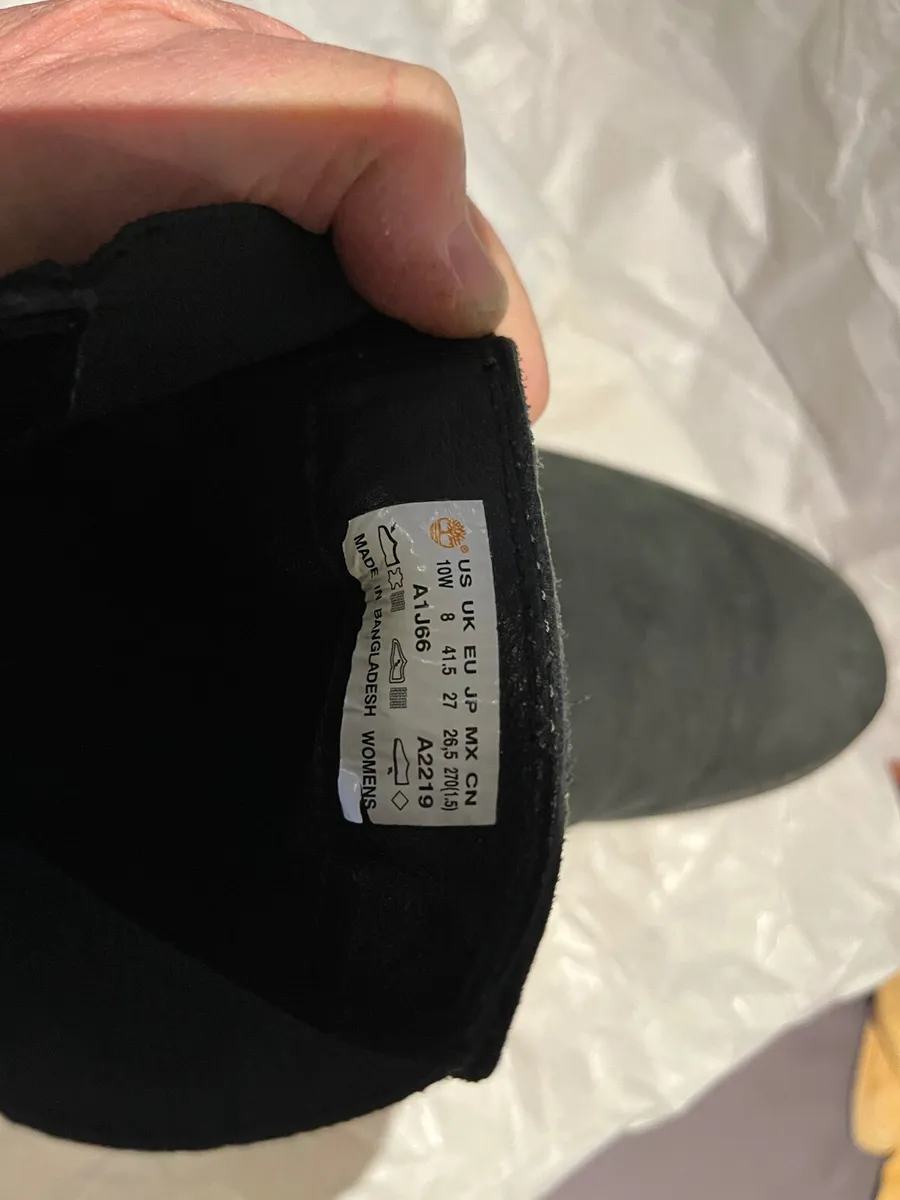 ® US UK EU JP MX CN
10W 8 41.5 27 26,5 270(1.5)
A1J66 A2219
MADE IN BANGLADESH WOMENS